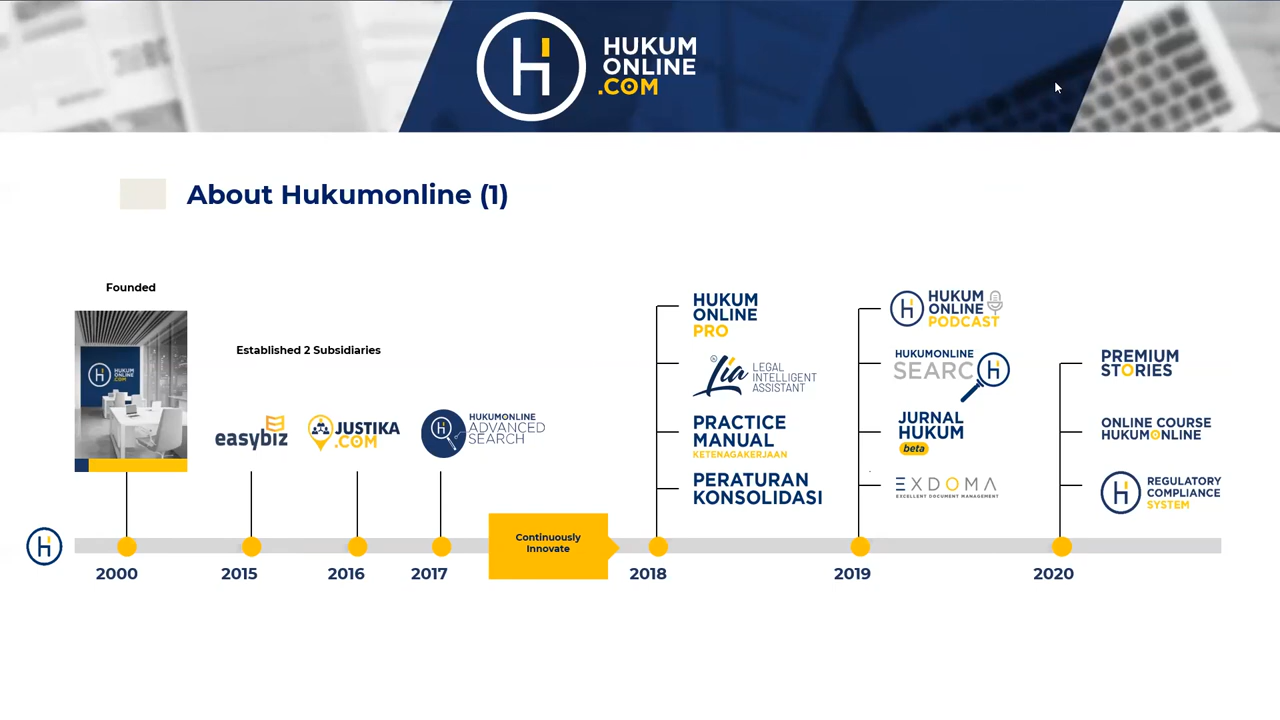 HUKUM
ONLINE
.COM
About Hukumonline (1)
Founded
HUKUM
ONLINE
.COM
Established 2 Subsidiaries
easybiz
JUSTIKA
.COM
HUKUMONLINE
ADVANCED
SEARCH
HUKUM
ONLINE
PRO
Lia LEGAL
INTELLIGENT
ASSISTANT
PRACTICE
MANUAL
KETENAGAKERJAAN
PERATURAN
KONSOLIDASI
HUKUM
ONLINE
PODCAST
HUKUMONLINE
SEARCH
JURNAL
HUKUM
beta
EXDOMA
EXCELLENT DOCUMENT MANAGEMENT
PREMIUM
STORIES
ONLINE COURSE
HUKUMONLINE
REGULATORY
COMPLIANCE
SYSTEM
Continuously
Innovate
2000
2015
2016
2017
2018
2019
2020